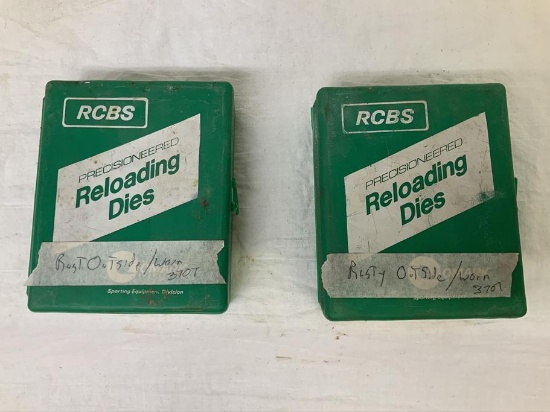 RCBS
PRECISIONEERED
Reloading
Dies
Rust Outside/Worn
3707
Sporting Equipment Division
RCBS
PRECISIONEERED
Reloading
Dies
Rusty Outside/Worn
3707
Sporting